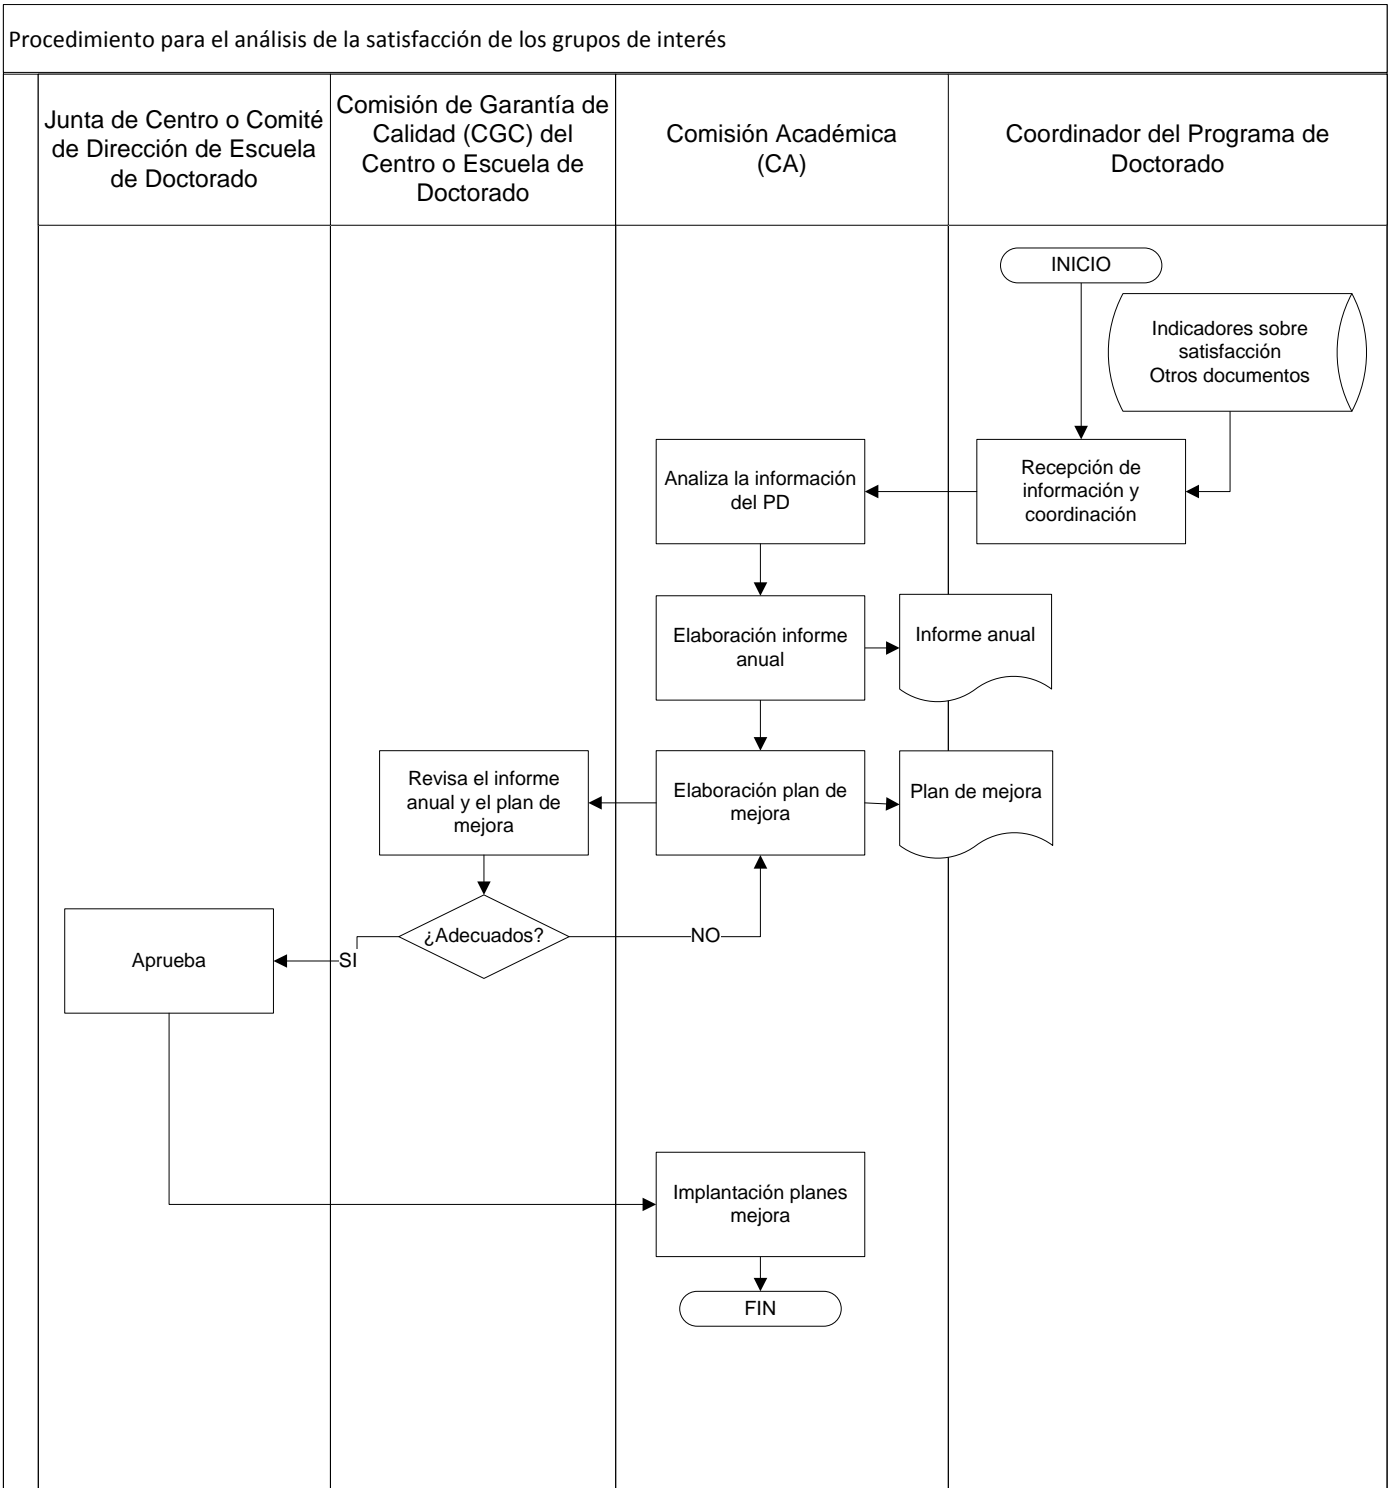 Procedimiento para el análisis de la satisfacción de los grupos de interés
Junta de Centro o Comité
de Dirección de Escuela
de Doctorado
Comisión de Garantía de
Calidad (CGC) del
Centro o Escuela de
Doctorado
Comisión Académica
(CA)
Coordinador del Programa de
Doctorado
INICIO
Indicadores sobre
satisfacción
Otros documentos
Recepción de
información y
coordinación
Analiza la información
del PD
Elaboración informe
anual
Informe anual
Elaboración plan de
mejora
Plan de mejora
Revisa el informe
anual y el plan de
mejora
¿Adecuados?
NO
SI
Aprueba
Implantación planes
mejora
FIN